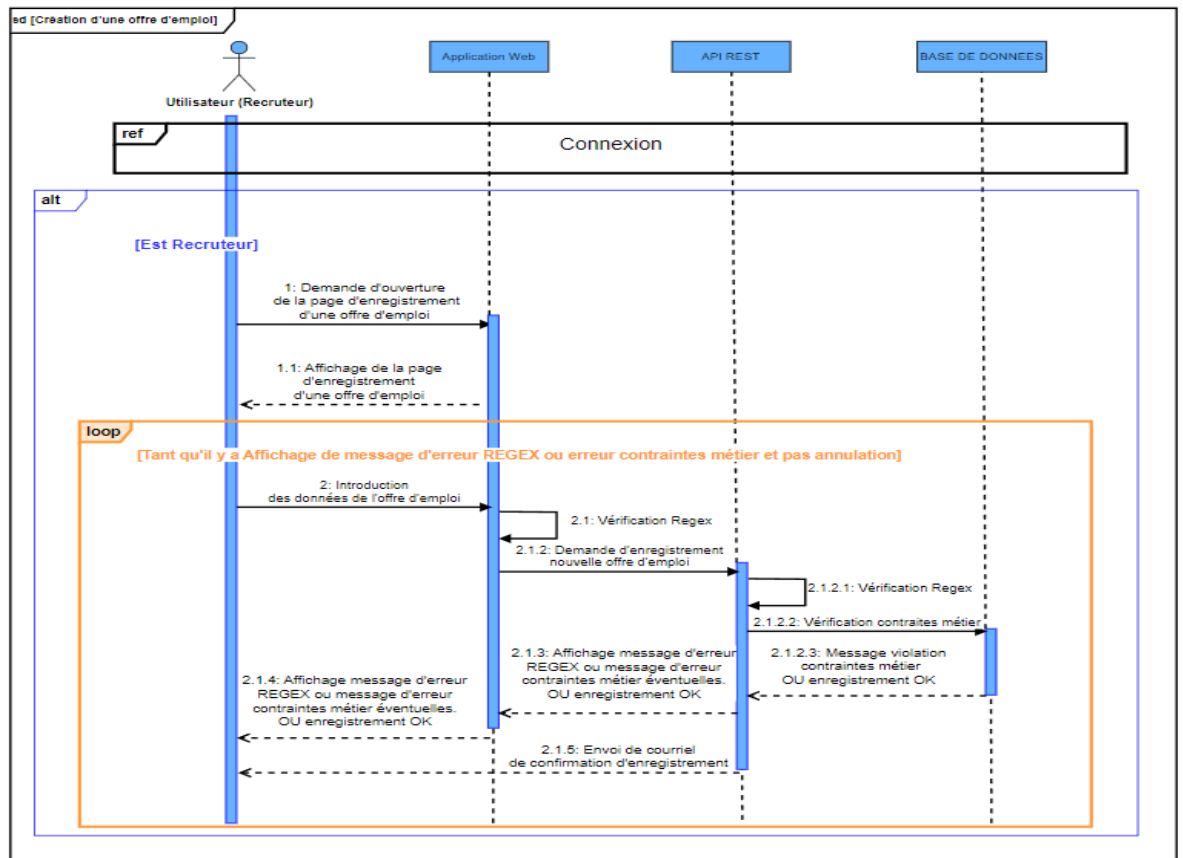 sd [Création d'une offre d'emploi]
Application Web
API REST
BASE DE DONNEES
Utilisateur (Recruteur)
ref
Connexion
alt
[Est Recruteur]
1: Demande d'ouverture
de la page d'enregistrement
d'une offre d'emploi
1.1: Affichage de la page
d'enregistrement
d'une offre d'emploi
loop
[Tant qu'il y a Affichage de message d'erreur REGEX ou erreur contraintes métier et pas annulation]
2: Introduction
des données de l'offre d'emploi
2.1: Vérification Regex
2.1.2: Demande d'enregistrement
nouvelle offre d'emploi
2.1.2.1: Vérification Regex
2.1.2.2: Vérification contraites métier
2.1.2.3: Message violation
contraintes métier
OU enregistrement OK
2.1.3: Affichage message d'erreur
REGEX ou message d'erreur
contraintes métier éventuelles.
OU enregistrement OK
2.1.4: Affichage message d'erreur
REGEX ou message d'erreur
contraintes métier éventuelles.
OU enregistrement OK
2.1.5: Envoi de courriel
de confirmation d'enregistrement